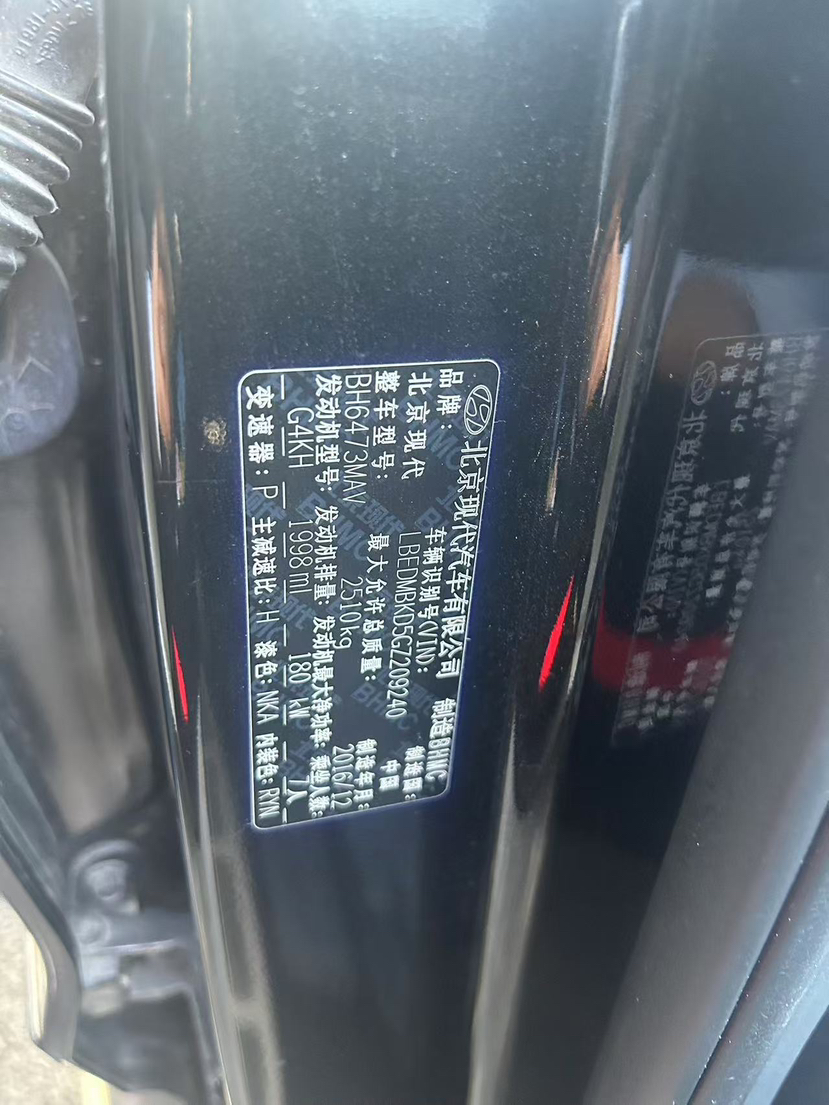 北京现代汽车有限公司 制造BHMC
品牌: 车辆识别号(VIN): 制造国:
北京现代 LBEDMBKD5GZ209240 中国
整车型号: 最大允许总质量: 制造年月:
BH6473MAV 2510kg 2016/12
发动机型号: 发动机排量: 发动机最大净功率: 乘坐人数:
G4KH 1998ml 180 kW 7人
变速器: P 主减速比: H 漆色: NKA 内装色: RYN